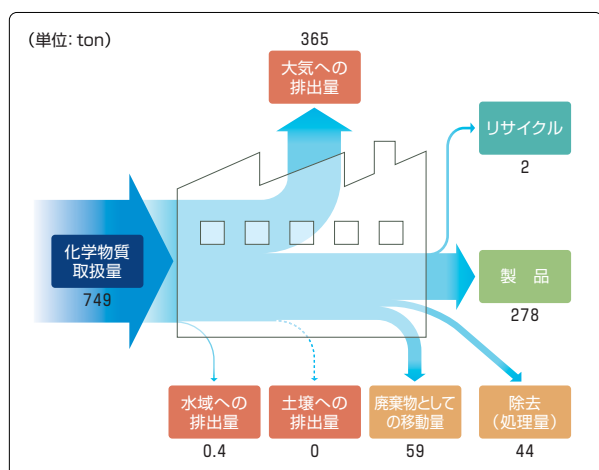 (単位: ton)
365
大気への
排出量
リサイクル
2
化学物質
取扱量
749
製 品
278
水域への
排出量
0.4
土壌への
排出量
0
廃棄物として
の移動量
59
除去
(処理量)
44